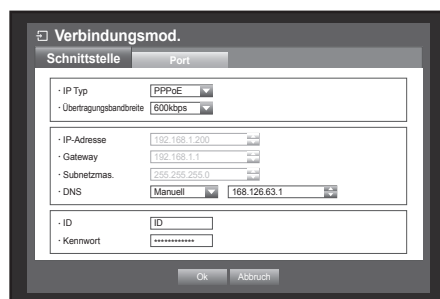 Verbindungsmod.
Schnittstelle Port
· IP Typ PPPoE
· Übertragungsbandbreite 600kbps
· IP-Adresse 192.168.1.200
· Gateway 192.168.1.1
· Subnetzmas. 255.255.255.0
· DNS Manuell 168.126.63.1
· ID ID
· Kennwort ************
Ok Abbruch